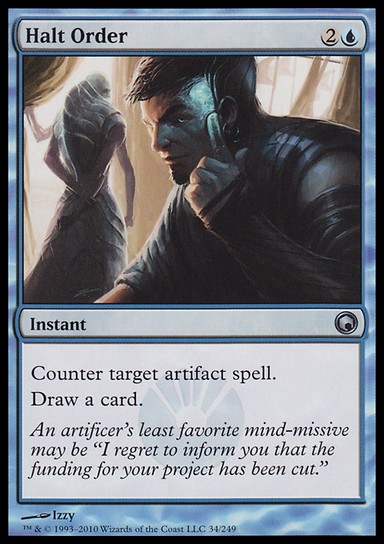 Halt Order 2
Instant
Counter target artifact spell.
Draw a card.
An artificer's least favorite mind-missive
may be "I regret to inform you that the
funding for your project has been cut."
Izzy
™ & © 1993–2010 Wizards of the Coast LLC 34/249